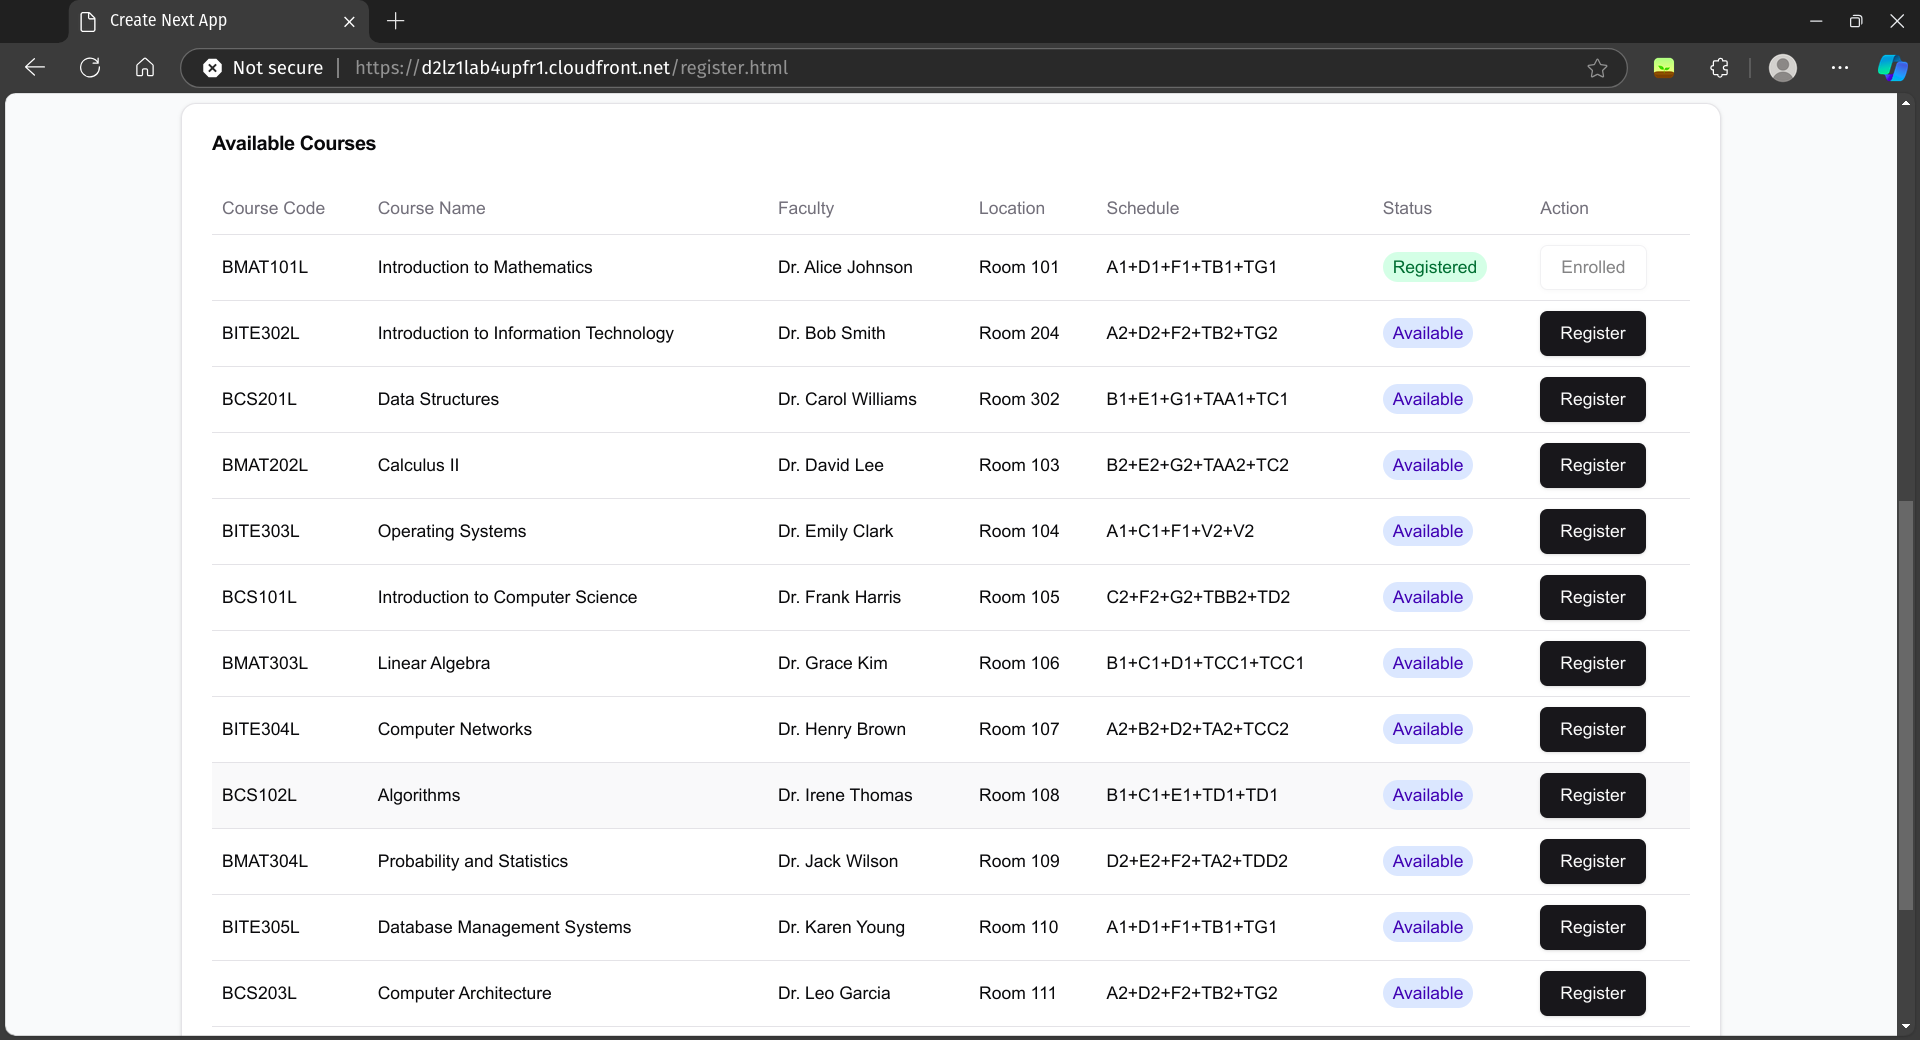 Create Next App
Not secure | https://d2lz1lab4upfr1.cloudfront.net/register.html
Available Courses
Course Code Course Name Faculty Location Schedule Status Action
BMAT101L Introduction to Mathematics Dr. Alice Johnson Room 101 A1+D1+F1+TB1+TG1 Registered Enrolled
BITE302L Introduction to Information Technology Dr. Bob Smith Room 204 A2+D2+F2+TB2+TG2 Available Register
BCS201L Data Structures Dr. Carol Williams Room 302 B1+E1+G1+TAA1+TC1 Available Register
BMAT202L Calculus II Dr. David Lee Room 103 B2+E2+G2+TAA2+TC2 Available Register
BITE303L Operating Systems Dr. Emily Clark Room 104 A1+C1+F1+V2+V2 Available Register
BCS101L Introduction to Computer Science Dr. Frank Harris Room 105 C2+F2+G2+TBB2+TD2 Available Register
BMAT303L Linear Algebra Dr. Grace Kim Room 106 B1+C1+D1+TCC1+TCC1 Available Register
BITE304L Computer Networks Dr. Henry Brown Room 107 A2+B2+D2+TA2+TCC2 Available Register
BCS102L Algorithms Dr. Irene Thomas Room 108 B1+C1+E1+TD1+TD1 Available Register
BMAT304L Probability and Statistics Dr. Jack Wilson Room 109 D2+E2+F2+TA2+TDD2 Available Register
BITE305L Database Management Systems Dr. Karen Young Room 110 A1+D1+F1+TB1+TG1 Available Register
BCS203L Computer Architecture Dr. Leo Garcia Room 111 A2+D2+F2+TB2+TG2 Available Register